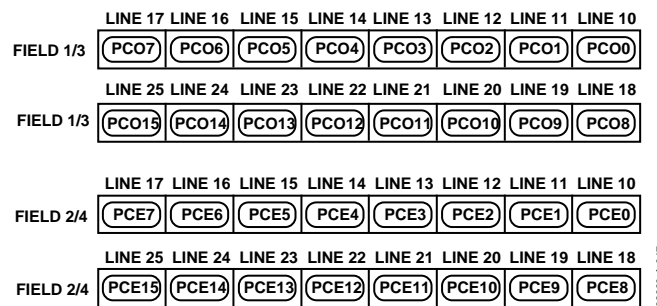 LINE 17 LINE 16 LINE 15 LINE 14 LINE 13 LINE 12 LINE 11 LINE 10
FIELD 1/3 PCO7 PCO6 PCO5 PCO4 PCO3 PCO2 PCO1 PCO0
LINE 25 LINE 24 LINE 23 LINE 22 LINE 21 LINE 20 LINE 19 LINE 18
FIELD 1/3 PCO15 PCO14 PCO13 PCO12 PCO11 PCO10 PCO9 PCO8
LINE 17 LINE 16 LINE 15 LINE 14 LINE 13 LINE 12 LINE 11 LINE 10
FIELD 2/4 PCE7 PCE6 PCE5 PCE4 PCE3 PCE2 PCE1 PCE0
LINE 25 LINE 24 LINE 23 LINE 22 LINE 21 LINE 20 LINE 19 LINE 18
FIELD 2/4 PCE15 PCE14 PCE13 PCE12 PCE11 PCE10 PCE9 PCE8